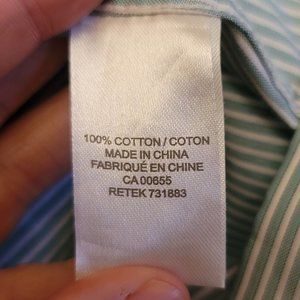 100% COTTON / COTON
MADE IN CHINA
FABRIQUÉ EN CHINE
CA 00655
RETEK 731883